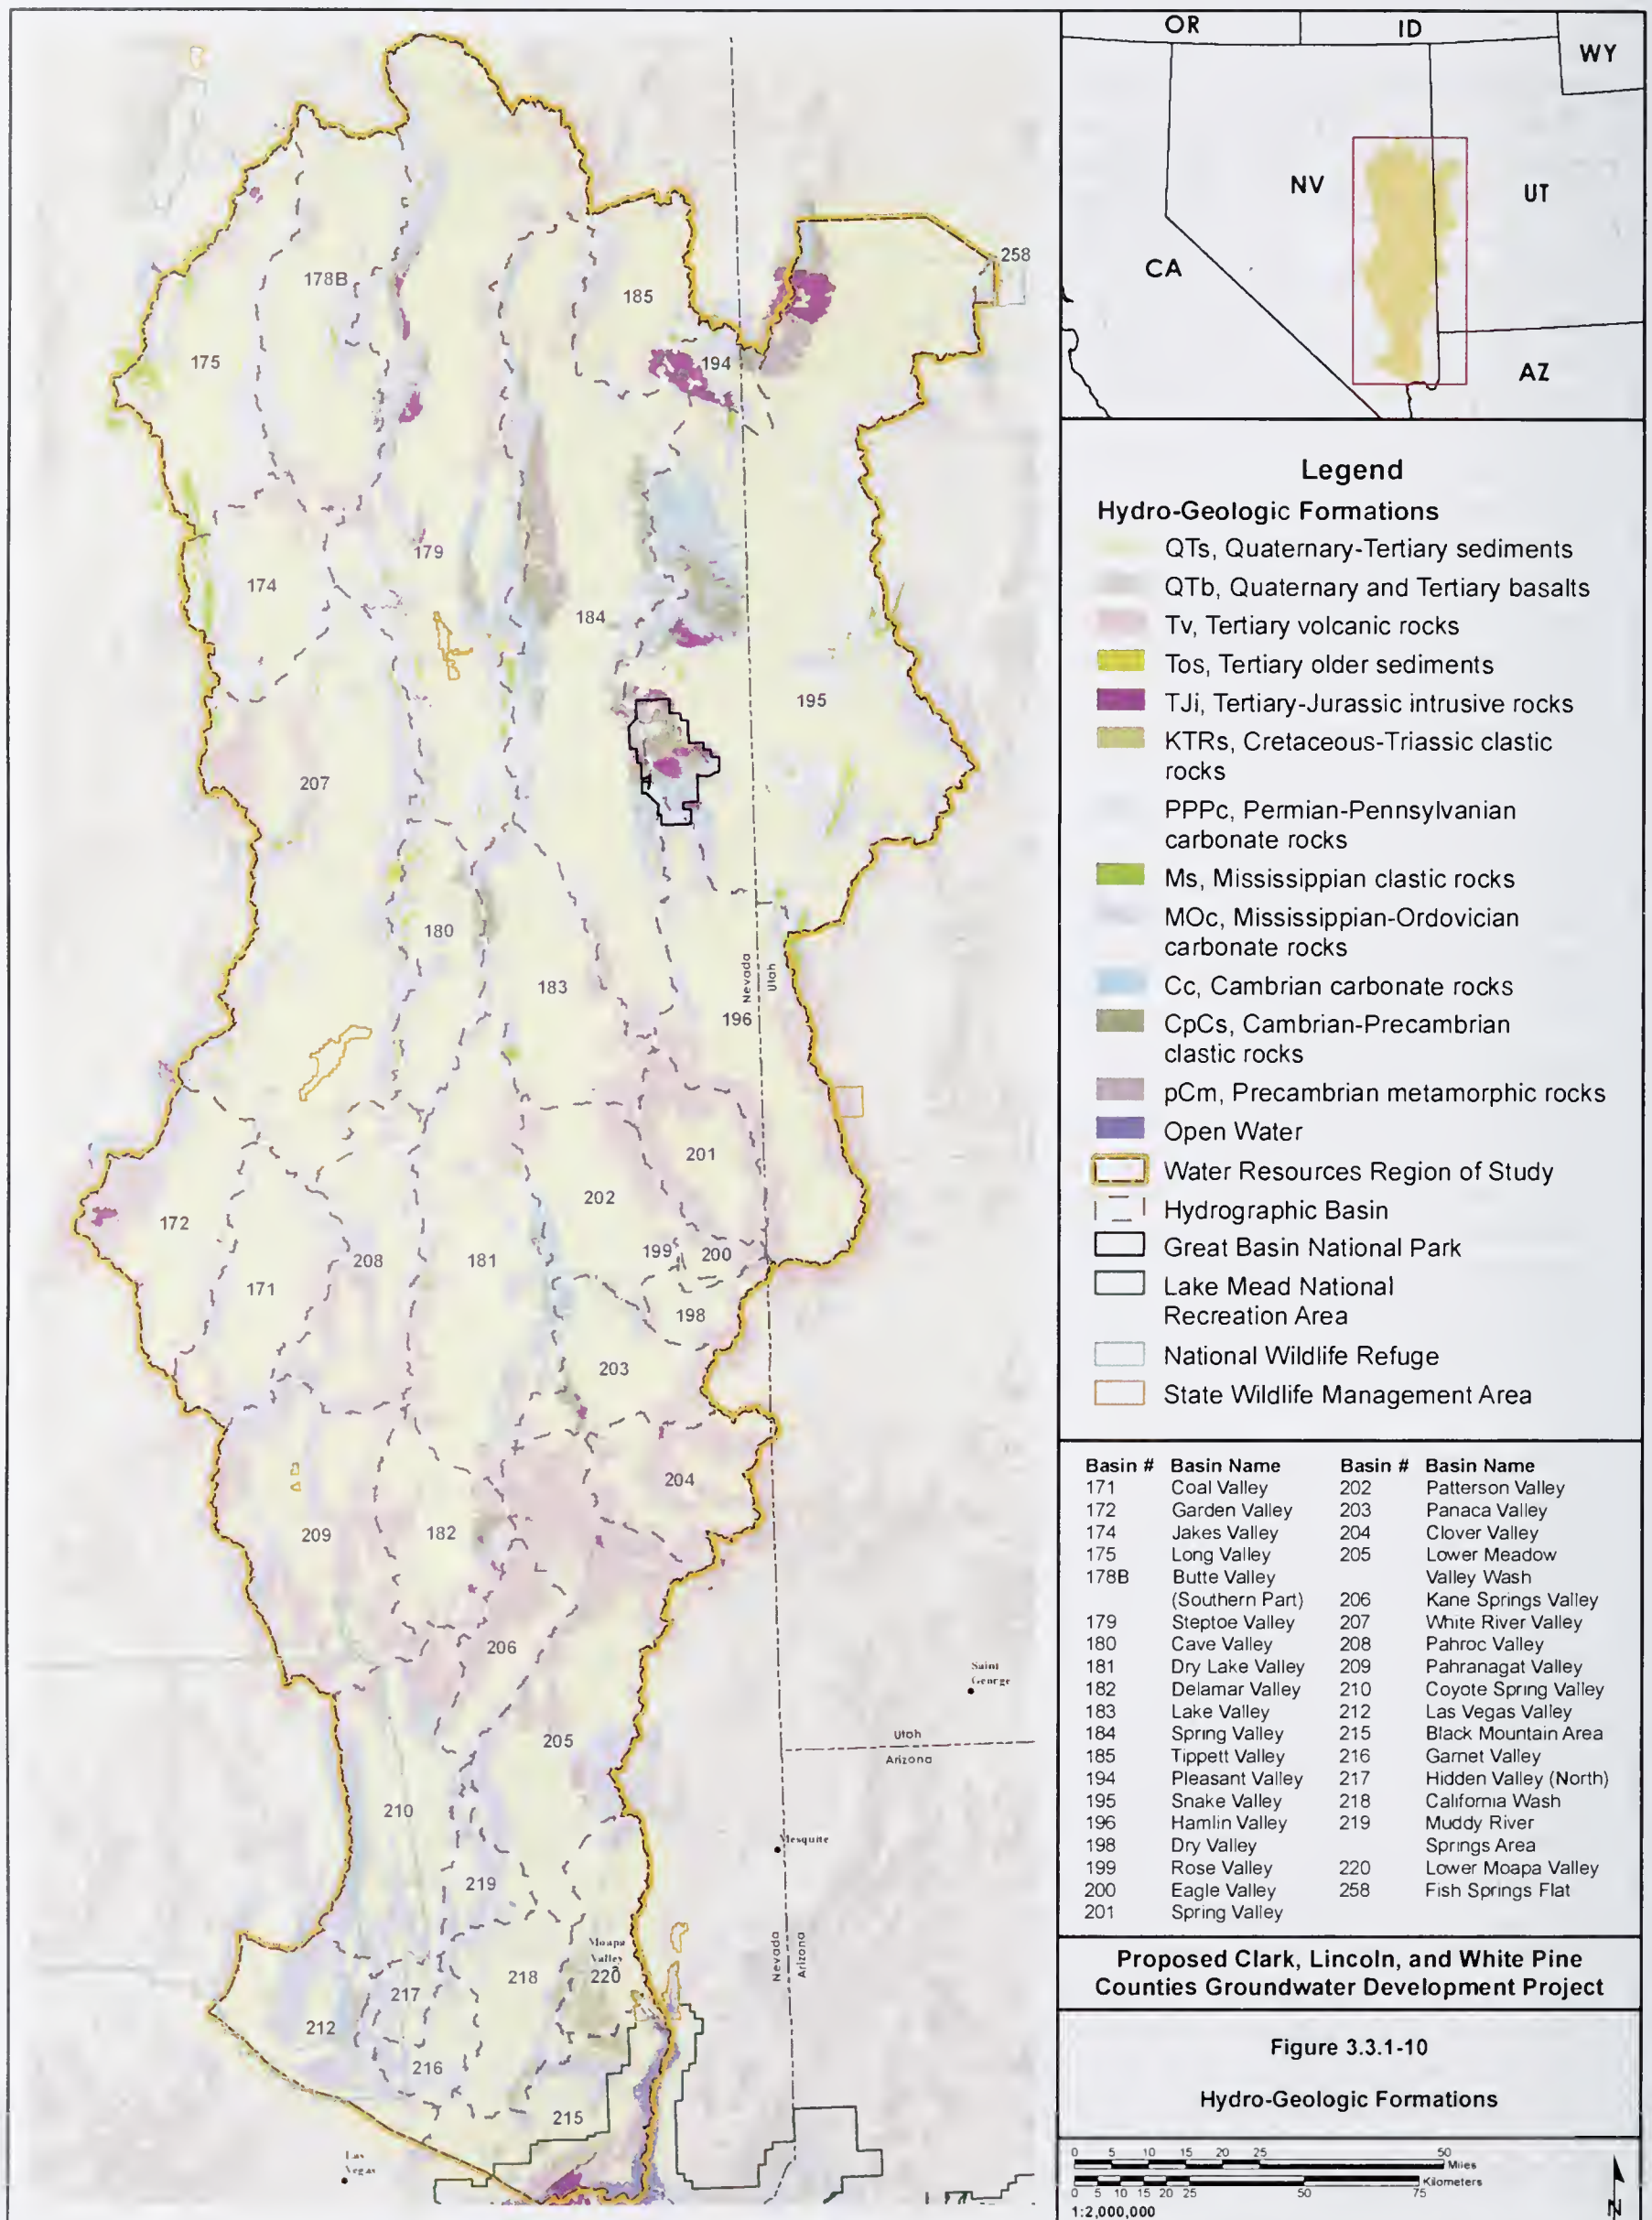 OR
ID
WY
NV
UT
CA
AZ
258
178B
185
175
194
179
174
184
195
207
180
183
Nevada
Utah
196
201
202
172
199
200
208
181
171
198
203
204
209
182
206
Saint
George
205
Utah
Arizona
210
Mesquite
219
Moapa
Valley
220
218
Nevada
Arizona
217
212
216
215
Las
Vegas
Legend
Hydro-Geologic Formations
QTs, Quaternary-Tertiary sediments
QTb, Quaternary and Tertiary basalts
Tv, Tertiary volcanic rocks
Tos, Tertiary older sediments
TJi, Tertiary-Jurassic intrusive rocks
KTRs, Cretaceous-Triassic clastic
rocks
PPPc, Permian-Pennsylvanian
carbonate rocks
Ms, Mississippian clastic rocks
MOc, Mississippian-Ordovician
carbonate rocks
Cc, Cambrian carbonate rocks
CpCs, Cambrian-Precambrian
clastic rocks
pCm, Precambrian metamorphic rocks
Open Water
Water Resources Region of Study
Hydrographic Basin
Great Basin National Park
Lake Mead National
Recreation Area
National Wildlife Refuge
State Wildlife Management Area
Basin # Basin Name Basin # Basin Name
171 Coal Valley 202 Patterson Valley
172 Garden Valley 203 Panaca Valley
174 Jakes Valley 204 Clover Valley
175 Long Valley 205 Lower Meadow
178B Butte Valley Valley Wash
(Southern Part) 206 Kane Springs Valley
179 Steptoe Valley 207 White River Valley
180 Cave Valley 208 Pahroc Valley
181 Dry Lake Valley 209 Pahranagat Valley
182 Delamar Valley 210 Coyote Spring Valley
183 Lake Valley 212 Las Vegas Valley
184 Spring Valley 215 Black Mountain Area
185 Tippett Valley 216 Garnet Valley
194 Pleasant Valley 217 Hidden Valley (North)
195 Snake Valley 218 California Wash
196 Hamlin Valley 219 Muddy River
198 Dry Valley Springs Area
199 Rose Valley 220 Lower Moapa Valley
200 Eagle Valley 258 Fish Springs Flat
201 Spring Valley
Proposed Clark, Lincoln, and White Pine
Counties Groundwater Development Project
Figure 3.3.1-10
Hydro-Geologic Formations
0 5 10 15 20 25 50
Miles
Kilometers
0 5 10 15 20 25 50 75
1:2,000,000
N